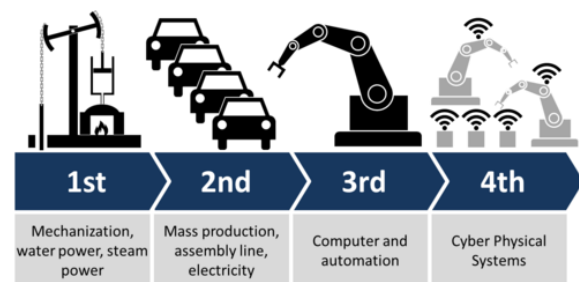 1st
2nd
3rd
4th
Mechanization,
water power, steam
power
Mass production,
assembly line,
electricity
Computer and
automation
Cyber Physical
Systems